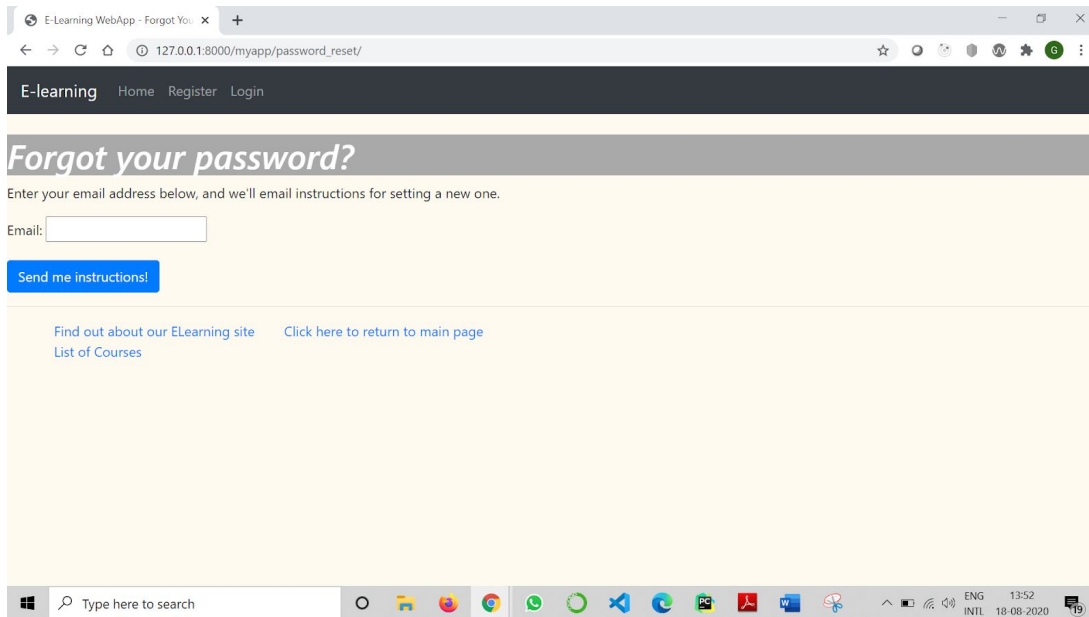 E-Learning WebApp - Forgot You
127.0.0.1:8000/myapp/password_reset/
G
E-learning Home Register Login
Forgot your password?
Enter your email address below, and we'll email instructions for setting a new one.
Email:
Send me instructions!
Find out about our ELearning site Click here to return to main page
List of Courses
Type here to search
PC
W
ENG 13:52
INTL 18-08-2020
19